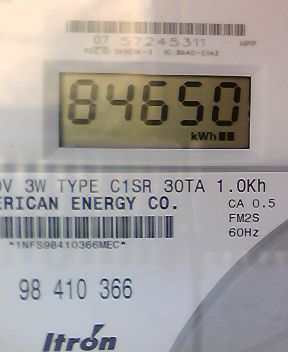 07 57245311 HPP
84650
kWh
0V 3W TYPE C1SR 30TA 1.0Kh
ERICAN ENERGY CO. CA 0.5
FM2S
60Hz
*1NFS98410366MEC*
98 410 366
Itron